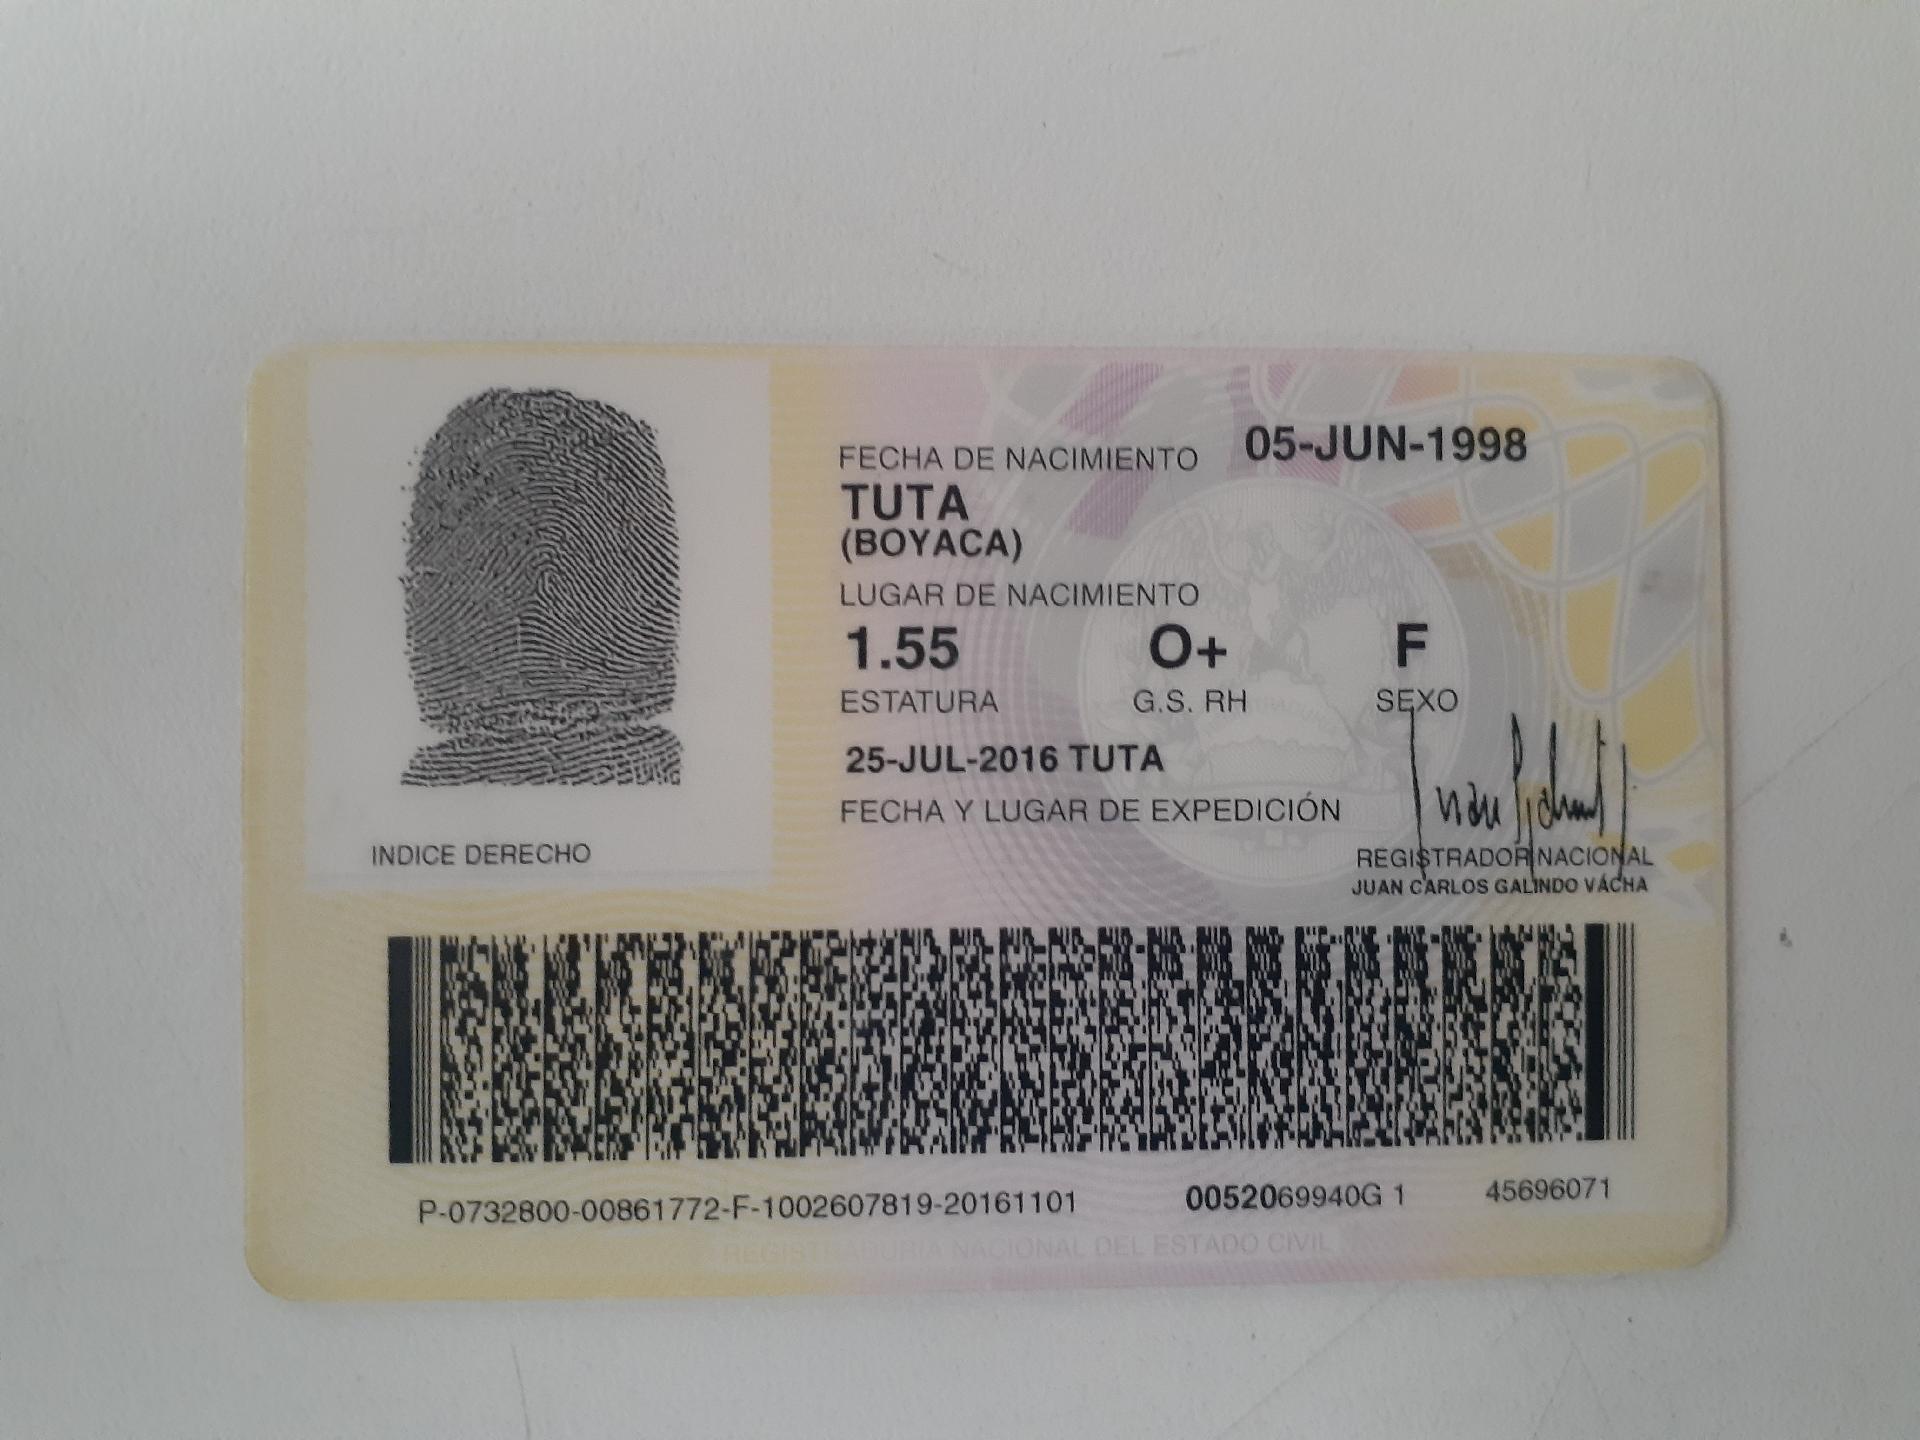 FECHA DE NACIMIENTO 05-JUN-1998
TUTA
(BOYACA)
LUGAR DE NACIMIENTO
1.55 O+ F
ESTATURA G.S. RH SEXO
25-JUL-2016 TUTA
FECHA Y LUGAR DE EXPEDICIÓN
INDICE DERECHO
REGISTRADOR NACIONAL
JUAN CARLOS GALINDO VÁCHA
P-0732800-00861772-F-1002607819-20161101 0052069940G 1 45696071
REGISTRADURIA NACIONAL DEL ESTADO CIVIL